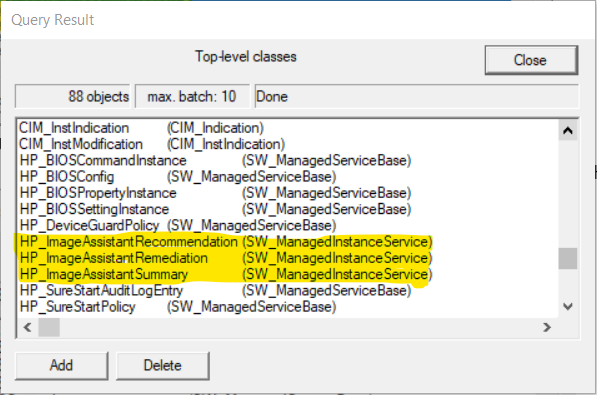 Query Result
Top-level classes
Close
88 objects
max. batch: 10
Done
CIM_InstIndication (CIM_Indication)
CIM_InstModification (CIM_InstIndication)
HP_BIOSCommandInstance (SW_ManagedServiceBase)
HP_BIOSConfig (SW_ManagedServiceBase)
HP_BIOSPropertyInstance (SW_ManagedServiceBase)
HP_BIOSSettingInstance (SW_ManagedServiceBase)
HP_DeviceGuardPolicy (SW_ManagedServiceBase)
HP_ImageAssistantRecommendation (SW_ManagedInstanceService)
HP_ImageAssistantRemediation (SW_ManagedInstanceService)
HP_ImageAssistantSummary (SW_ManagedInstanceService)
HP_SureStartAuditLogEntry (SW_ManagedServiceBase)
HP_SureStartPolicy (SW_ManagedServiceBase)
Add
Delete